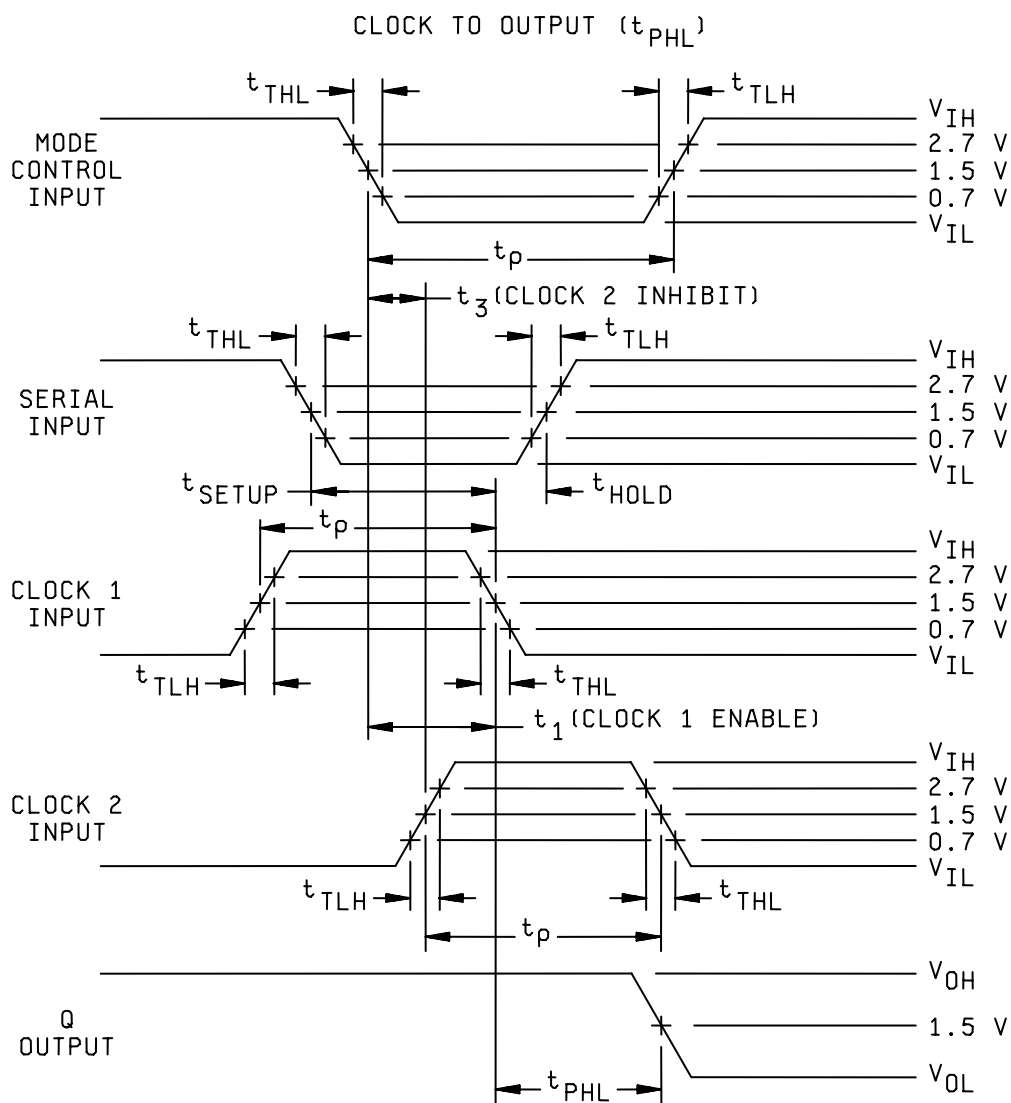 CLOCK TO OUTPUT (tPHL)
tTHL
tTLH
MODE
CONTROL
INPUT
VIH
2.7 V
1.5 V
0.7 V
VIL
tp
t3 (CLOCK 2 INHIBIT)
tTHL
tTLH
SERIAL
INPUT
VIH
2.7 V
1.5 V
0.7 V
VIL
tSETUP
tHOLD
tp
CLOCK 1
INPUT
VIH
2.7 V
1.5 V
0.7 V
VIL
tTLH
tTHL
t1 (CLOCK 1 ENABLE)
CLOCK 2
INPUT
VIH
2.7 V
1.5 V
0.7 V
VIL
tTLH
tTHL
tp
Q
OUTPUT
VOH
1.5 V
VOL
tPHL